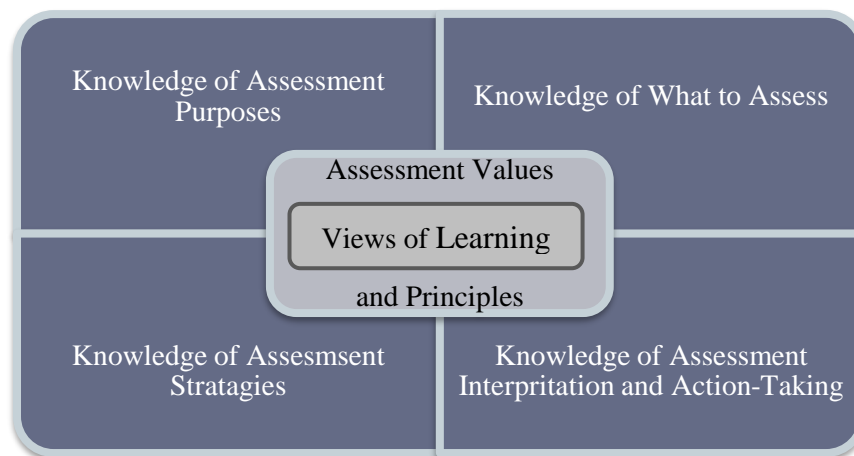 Knowledge of Assessment
Purposes
Knowledge of What to Assess
Assessment Values
Views of Learning
and Principles
Knowledge of Assesmsent
Stratagies
Knowledge of Assessment
Interpritation and Action-Taking